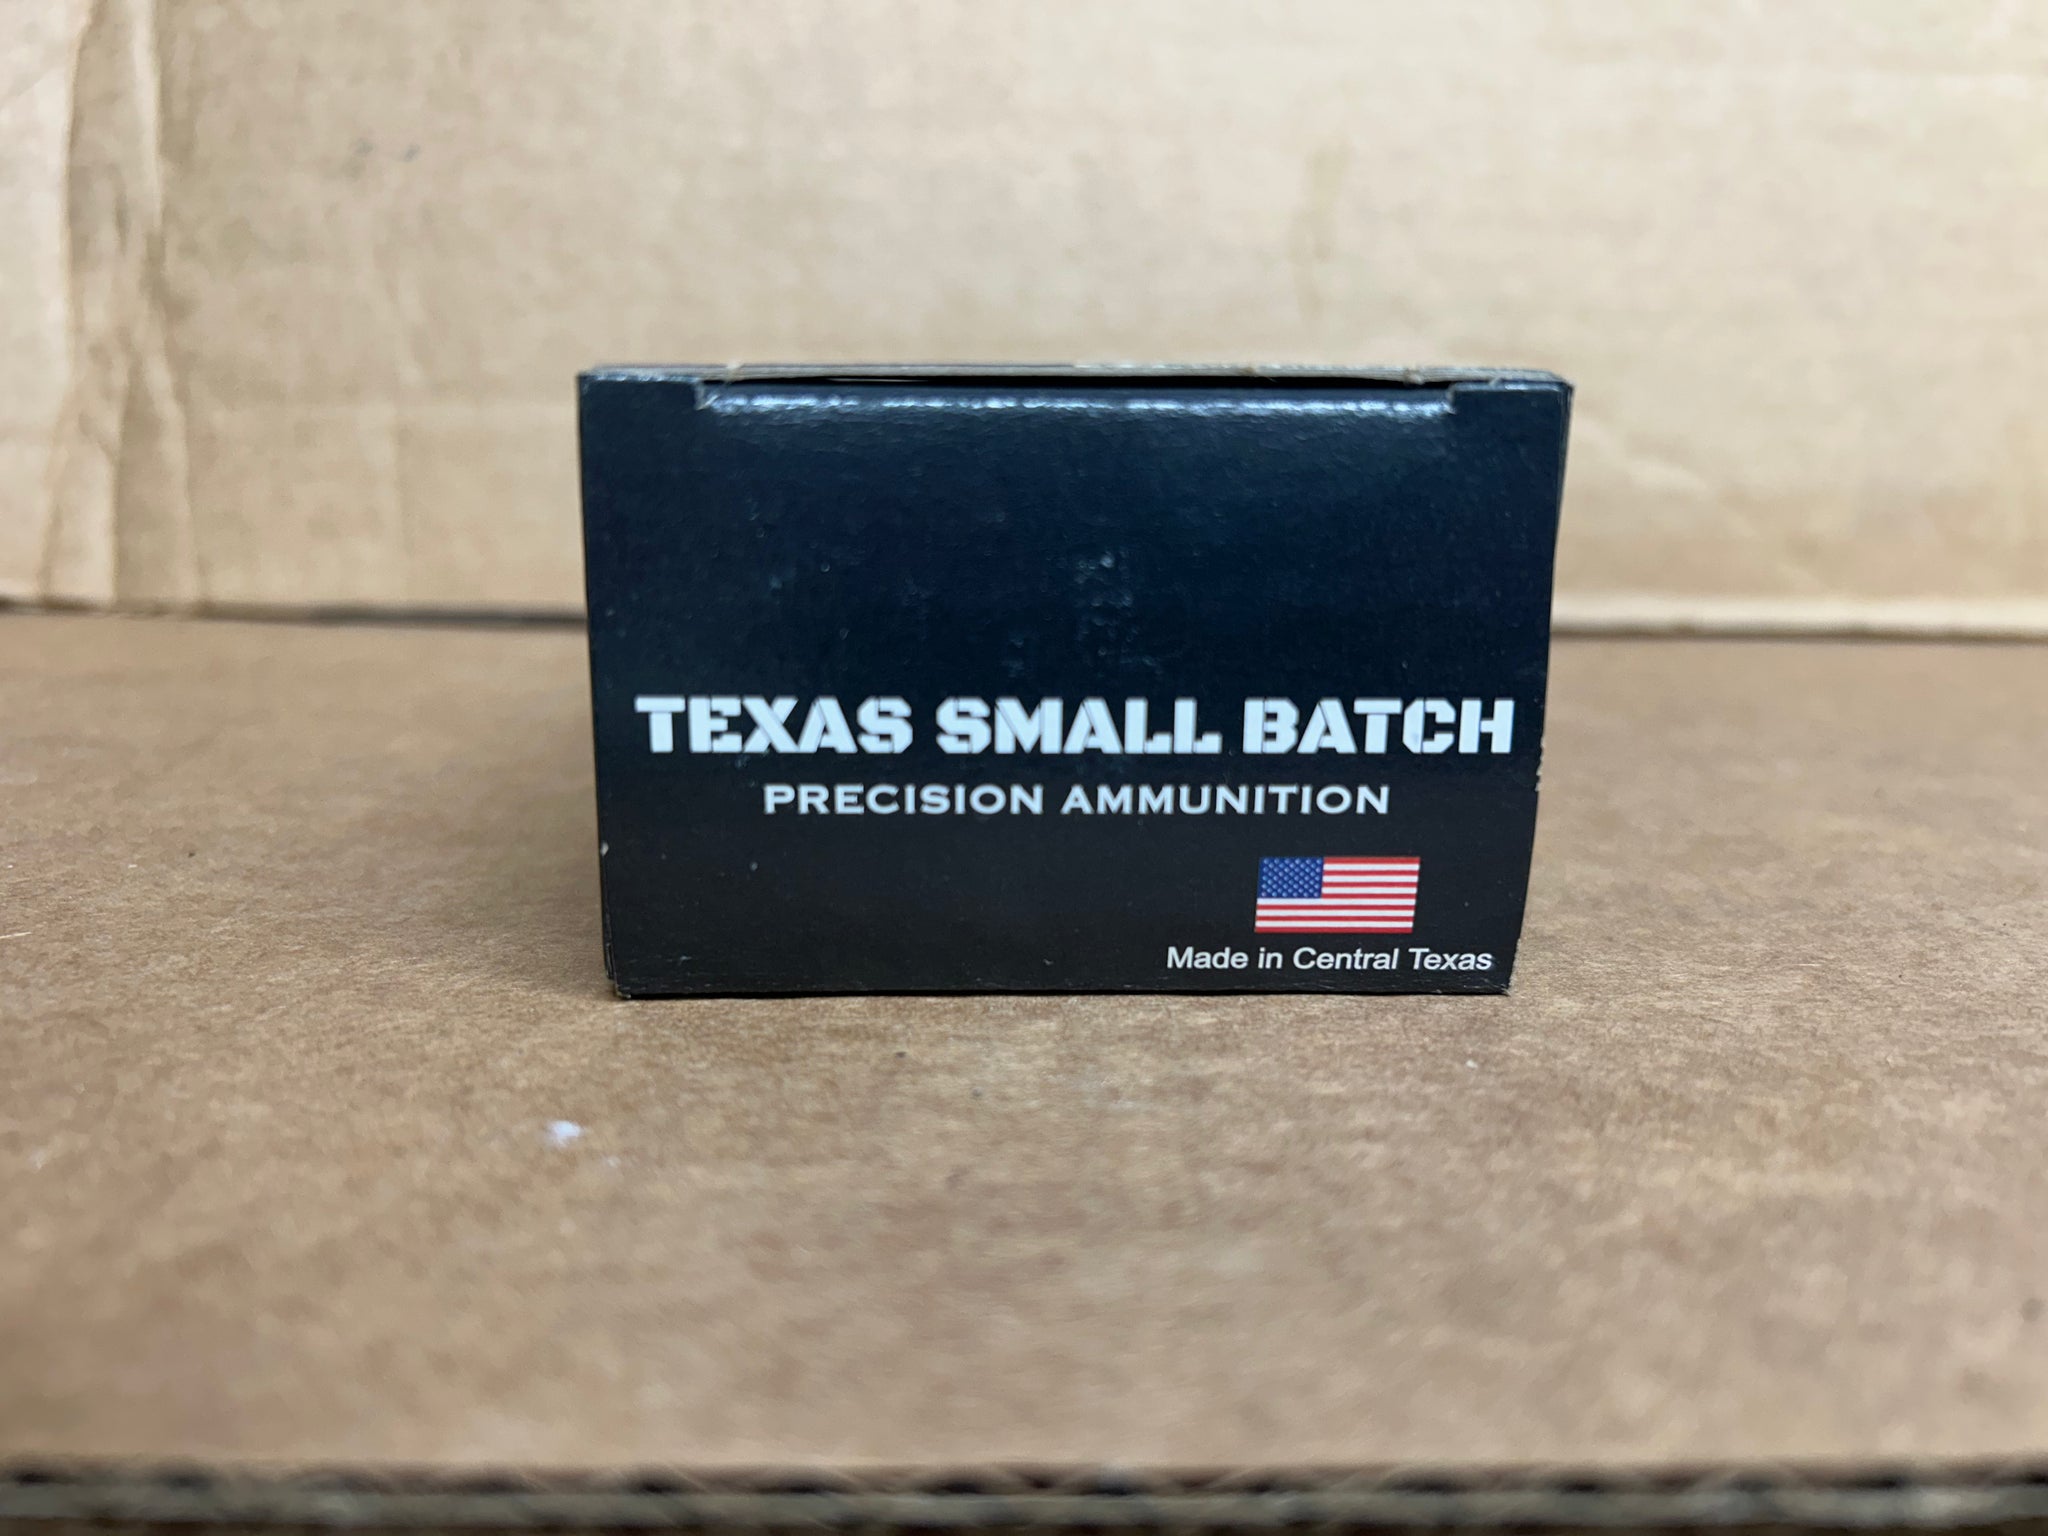 TEXAS SMALL BATCH
PRECISION AMMUNITION
Made in Central Texas